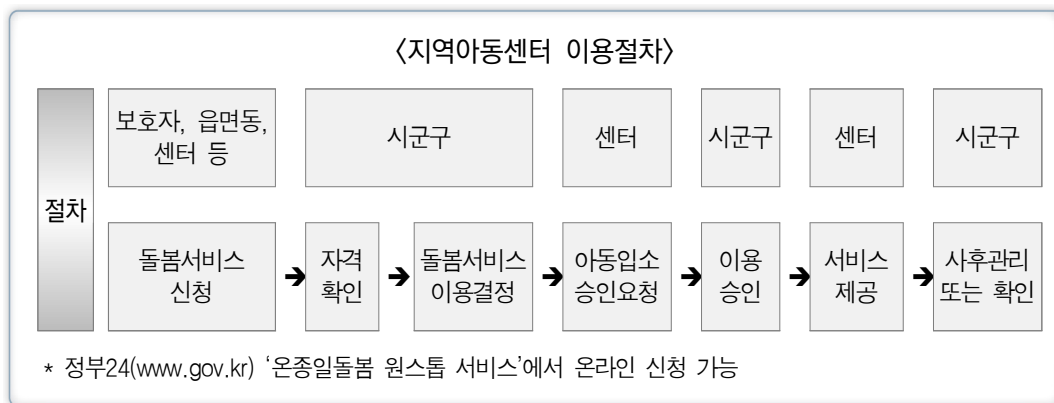 〈지역아동센터 이용절차〉
절차
보호자, 읍면동,
센터 등
시군구
센터
시군구
센터
시군구
돌봄서비스
신청
➔
자격
확인
➔
돌봄서비스
이용결정
➔
아동입소
승인요청
➔
이용
승인
➔
서비스
제공
➔
사후관리
또는 확인
* 정부24(www.gov.kr) ‘온종일돌봄 원스톱 서비스’에서 온라인 신청 가능